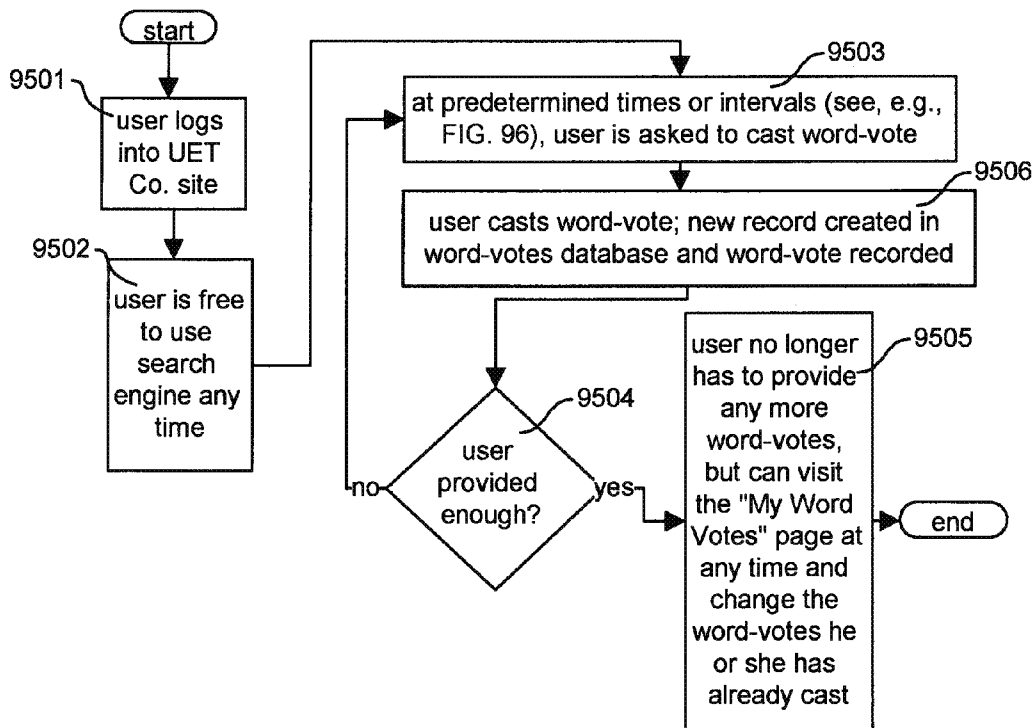 start
9501
user logs
into UET
Co. site
9502
user is free
to use
search
engine any
time
9503
at predetermined times or intervals (see, e.g.,
FIG. 96), user is asked to cast word-vote
9506
user casts word-vote; new record created in
word-votes database and word-vote recorded
9504
user
provided
enough?
no
yes
9505
user no longer
has to provide
any more
word-votes,
but can visit
the "My Word
Votes" page at
any time and
change the
word-votes he
or she has
already cast
end